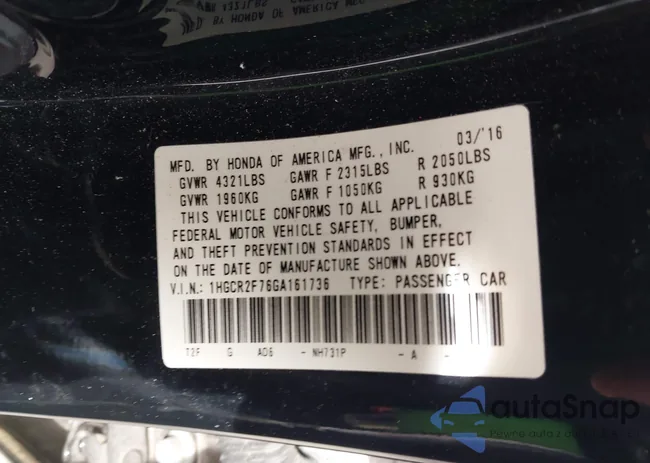 MFD. BY HONDA OF AMERICA MFG., INC. 03/'16
GVWR 4321LBS GAWR F 2315LBS R 2050LBS
GVWR 1960KG GAWR F 1050KG R 930KG
THIS VEHICLE CONFORMS TO ALL APPLICABLE
FEDERAL MOTOR VEHICLE SAFETY, BUMPER,
AND THEFT PREVENTION STANDARDS IN EFFECT
ON THE DATE OF MANUFACTURE SHOWN ABOVE.
V.I.N.: 1HGCR2F76GA161736 TYPE: PASSENGER CAR
T2F G AD6 - NH731P - A -
autaSnap